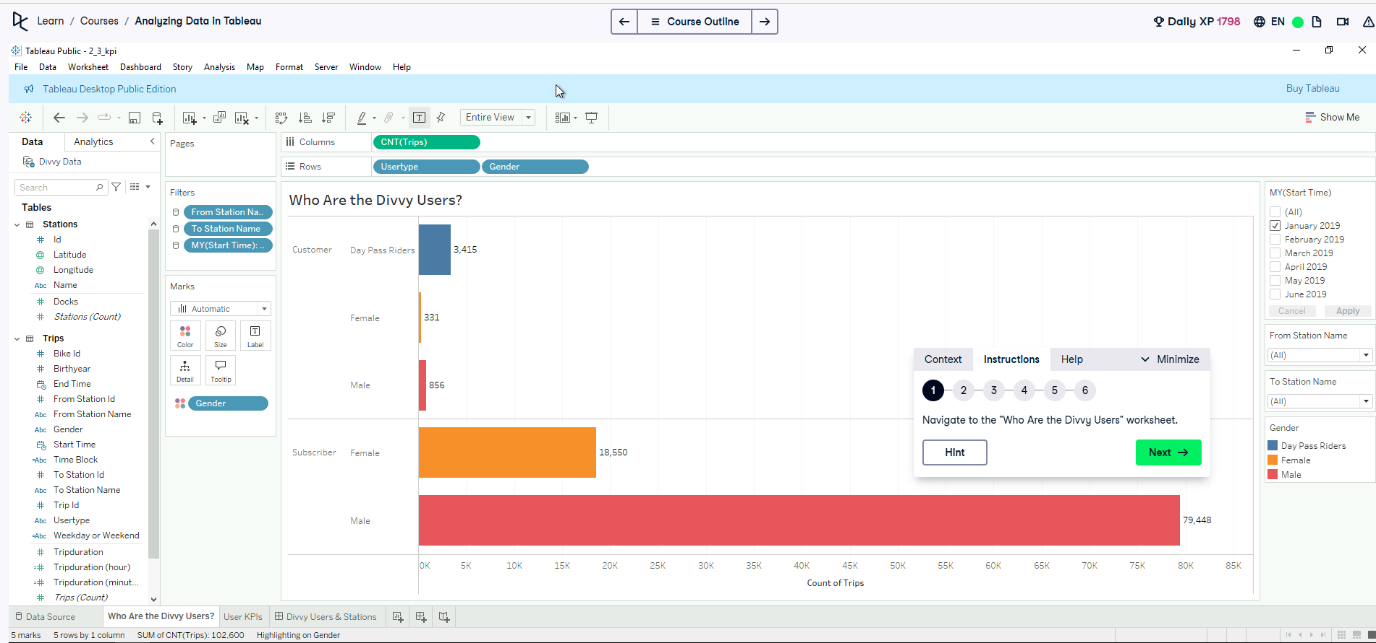 Learn / Courses / Analyzing Data in Tableau
Course Outline
Daily XP 1798
EN
Tableau Public - 2_3_kpi
File Data Worksheet Dashboard Story Analysis Map Format Server Window Help
Tableau Desktop Public Edition
Buy Tableau
Entire View
Show Me
Data
Analytics
Divvy Data
Search
Tables
Stations
Id
Latitude
Longitude
Name
Docks
Stations (Count)
Trips
Bike Id
Birthyear
End Time
From Station Id
From Station Name
Gender
Start Time
Time Block
To Station Id
To Station Name
Trip Id
Usertype
Weekday or Weekend
Tripduration
Tripduration (hour)
Tripduration (minut...
Trips (Count)
Pages
Filters
From Station Na..
To Station Name
MY(Start Time): ..
Marks
Automatic
Color
Size
Label
Detail
Tooltip
Gender
Columns
CNT(Trips)
Rows
Usertype
Gender
Who Are the Divvy Users?
Customer
Day Pass Riders
3,415
Female
331
Male
856
Subscriber
Female
18,550
Male
79,448
0K 5K 10K 15K 20K 25K 30K 35K 40K 45K 50K 55K 60K 65K 70K 75K 80K 85K
Count of Trips
Context
Instructions
Help
Minimize
1 2 3 4 5 6
Navigate to the "Who Are the Divvy Users" worksheet.
Hint
Next
MY(Start Time)
(All)
January 2019
February 2019
March 2019
April 2019
May 2019
June 2019
Cancel
Apply
From Station Name
(All)
To Station Name
(All)
Gender
Day Pass Riders
Female
Male
Data Source
Who Are the Divvy Users?
User KPIs
Divvy Users & Stations
5 marks
5 rows by 1 column
SUM of CNT(Trips): 102,600
Highlighting on Gender